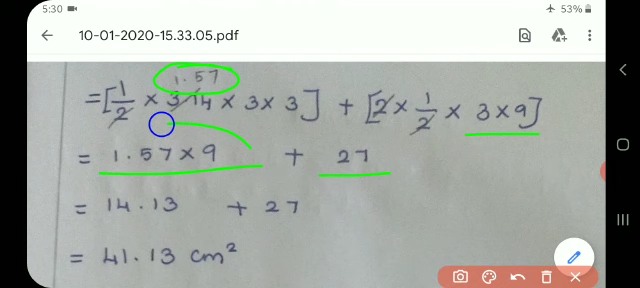 5:30 53%
10-01-2020-15.33.05.pdf
1.57
= [1/2 × 3.14 × 3 × 3] + [2 × 1/2 × 3 × 9]
= 1.57 × 9 + 27
= 14.13 + 27
= 41.13 cm²